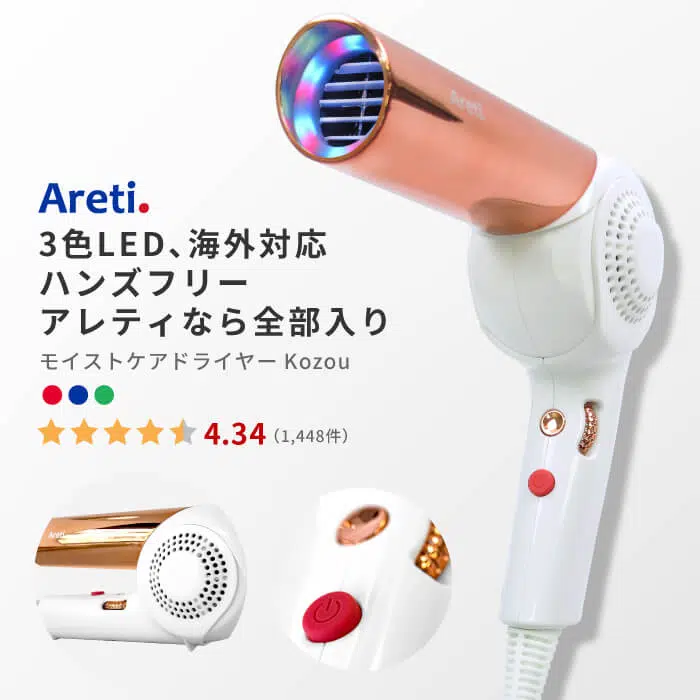 Areti.
Areti.
3色LED、海外対応
ハンズフリー
アレティなら全部入り
モイストケアドライヤー Kozou
4.34 (1,448件)
Areti.